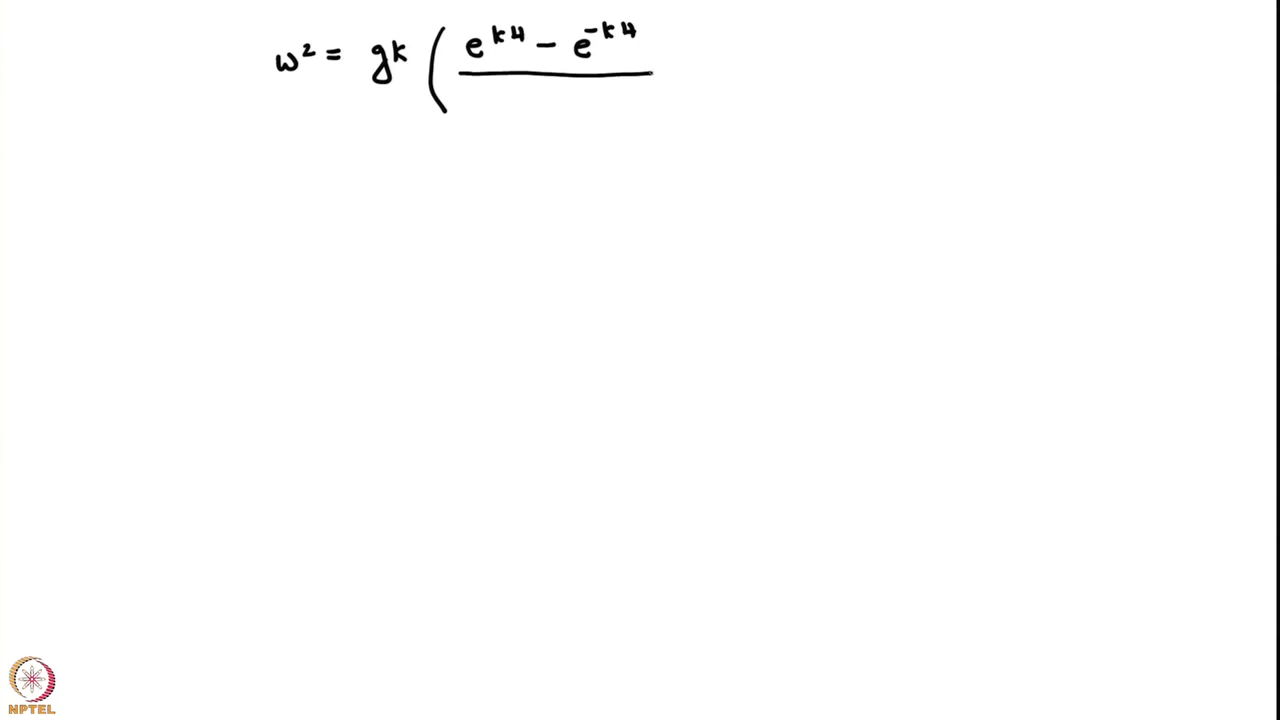 ω² = gk ( e^{kH} − e^{−kH}
NPTEL